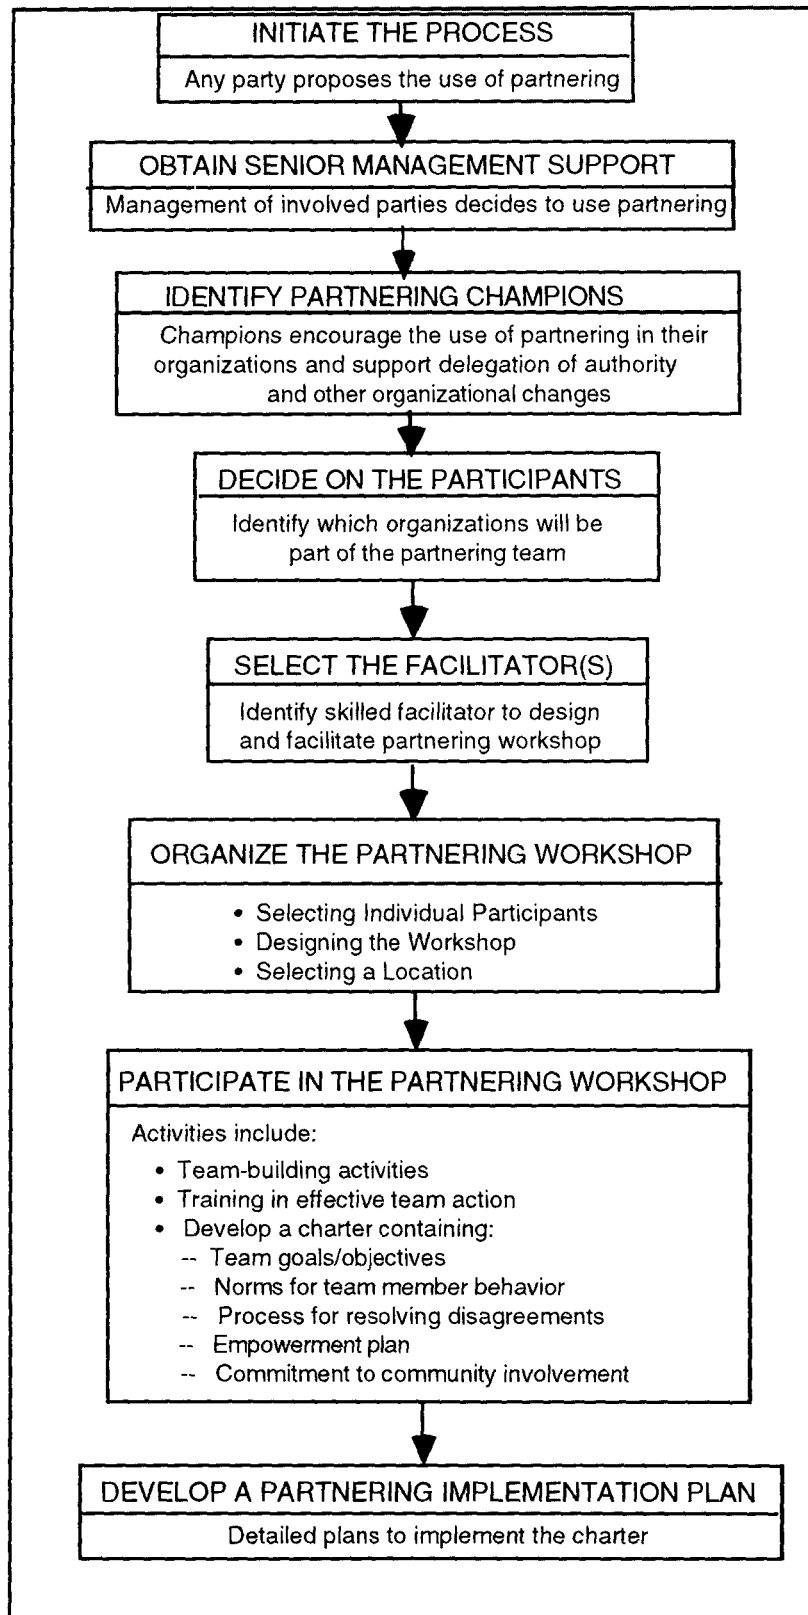 INITIATE THE PROCESS
Any party proposes the use of partnering
OBTAIN SENIOR MANAGEMENT SUPPORT
Management of involved parties decides to use partnering
IDENTIFY PARTNERING CHAMPIONS
Champions encourage the use of partnering in their
organizations and support delegation of authority
and other organizational changes
DECIDE ON THE PARTICIPANTS
Identify which organizations will be
part of the partnering team
SELECT THE FACILITATOR(S)
Identify skilled facilitator to design
and facilitate partnering workshop
ORGANIZE THE PARTNERING WORKSHOP
• Selecting Individual Participants
• Designing the Workshop
• Selecting a Location
PARTICIPATE IN THE PARTNERING WORKSHOP
Activities include:
• Team-building activities
• Training in effective team action
• Develop a charter containing:
-- Team goals/objectives
-- Norms for team member behavior
-- Process for resolving disagreements
-- Empowerment plan
-- Commitment to community involvement
DEVELOP A PARTNERING IMPLEMENTATION PLAN
Detailed plans to implement the charter